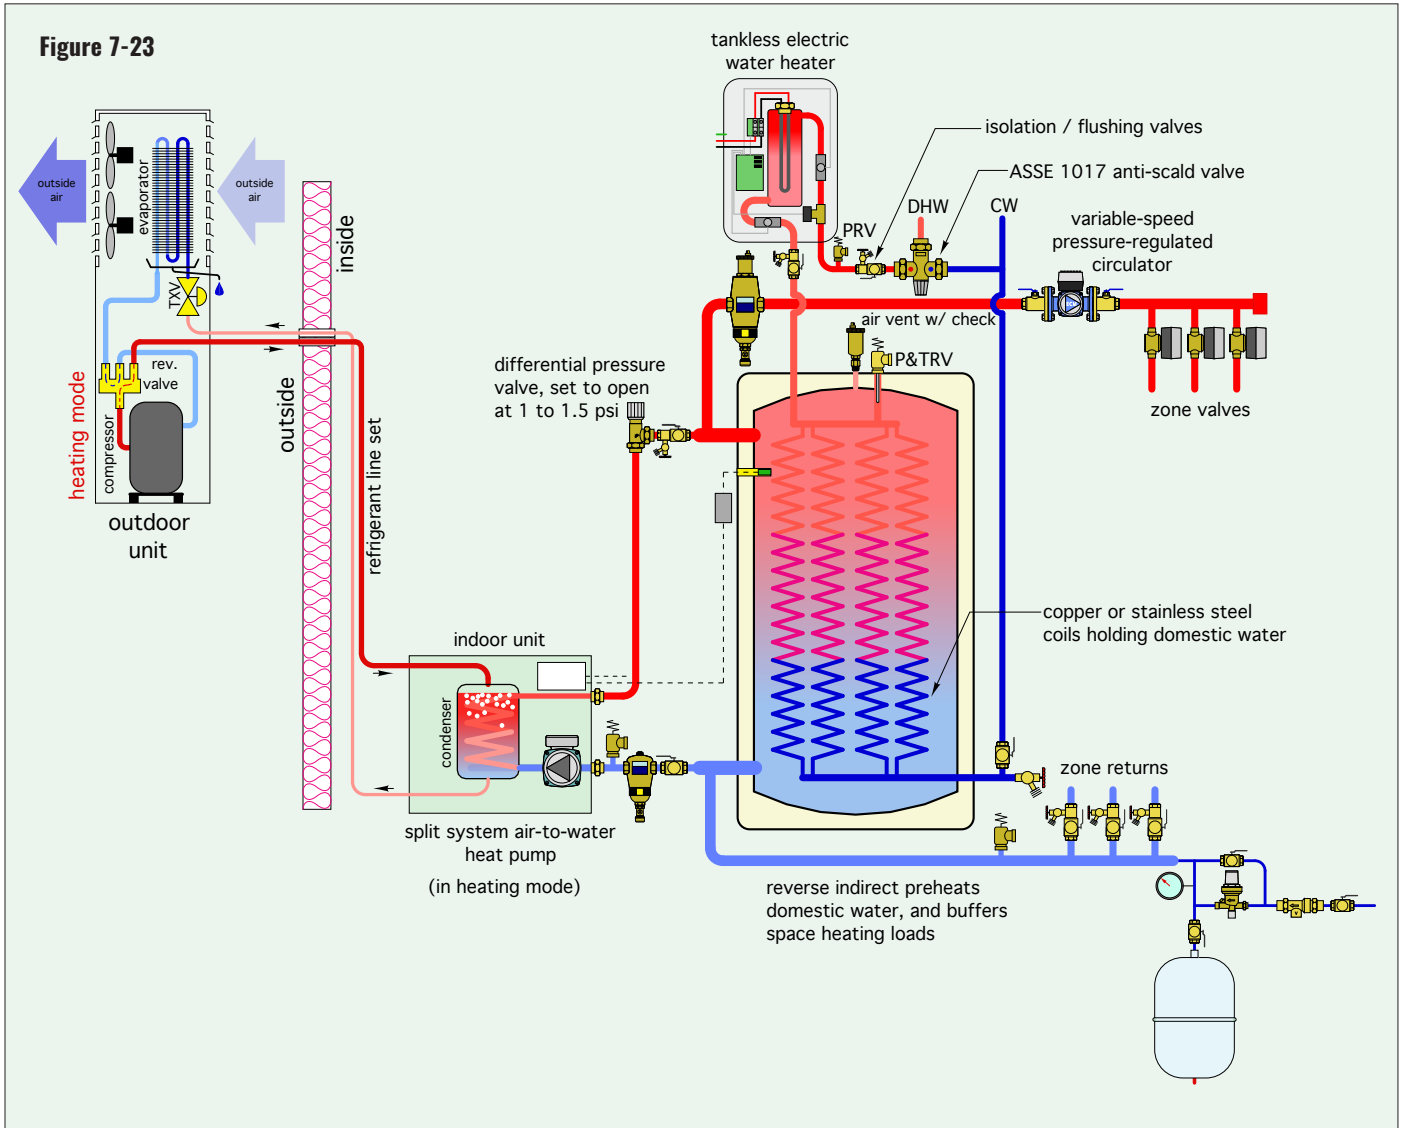 Figure 7-23
tankless electric
water heater
isolation / flushing valves
ASSE 1017 anti-scald valve
DHW
CW
PRV
variable-speed
pressure-regulated
circulator
outside
air
evaporator
outside
air
inside
TXV
air vent w/ check
P&TRV
zone valves
differential pressure
valve, set to open
at 1 to 1.5 psi
rev.
valve
heating mode
compressor
outside
refrigerant line set
outdoor
unit
copper or stainless steel
coils holding domestic water
indoor unit
condenser
zone returns
split system air-to-water
heat pump
(in heating mode)
reverse indirect preheats
domestic water, and buffers
space heating loads